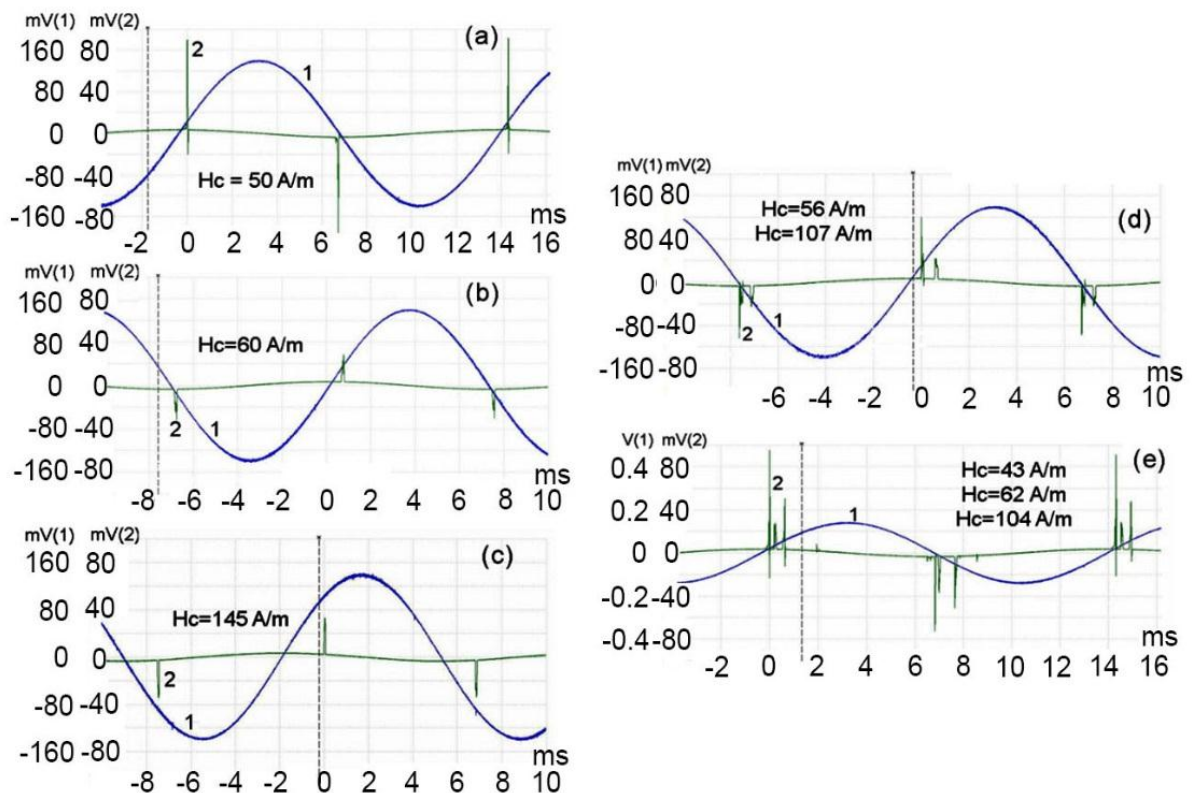 mV(1) mV(2)
(a)
160 80
80 40
0 0
-80 -40
-160 -80
2
1
Hc = 50 A/m
ms
-2 0 2 4 6 8 10 12 14 16
mV(1) mV(2)
(b)
160 80
80 40
0 0
-80 -40
-160 -80
Hc=60 A/m
2 1
ms
-8 -6 -4 -2 0 2 4 6 8 10
mV(1) mV(2)
(c)
160 80
80 40
0 0
-80 -40
-160 -80
Hc=145 A/m
2
1
ms
-8 -6 -4 -2 0 2 4 6 8 10
mV(1) mV(2)
(d)
160 80
80 40
0 0
-80 -40
-160 80
Hc=56 A/m
Hc=107 A/m
2 1
ms
-6 -4 -2 0 2 4 6 8 10
V(1) mV(2)
(e)
0.4 80
0.2 40
0 0
-0.2 -40
-0.4 -80
2
1
Hc=43 A/m
Hc=62 A/m
Hc=104 A/m
ms
-2 0 2 4 6 8 10 12 14 16